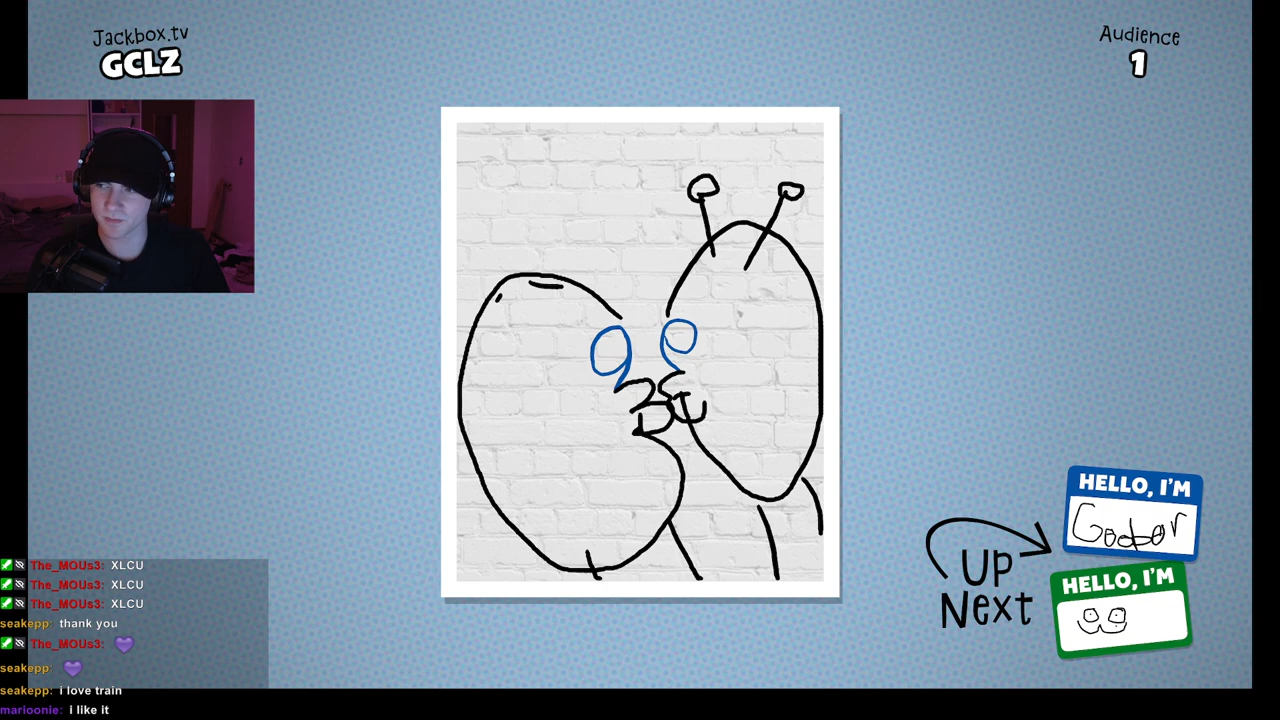 Jackbox.tv
GCLZ
Audience
1
HELLO, I'M
Goober
UP
Next
HELLO, I'M
The_MOUs3: XLCU
The_MOUs3: XLCU
The_MOUs3: XLCU
seakepp: thank you
The_MOUs3: 💜
seakepp: 💜
seakepp: i love train
marioonie: i like it